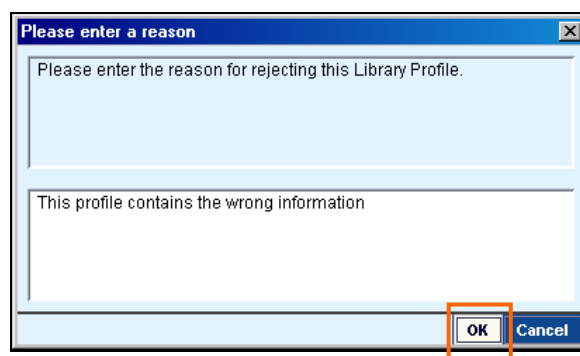 Please enter a reason
Please enter the reason for rejecting this Library Profile.
This profile contains the wrong information
OK Cancel